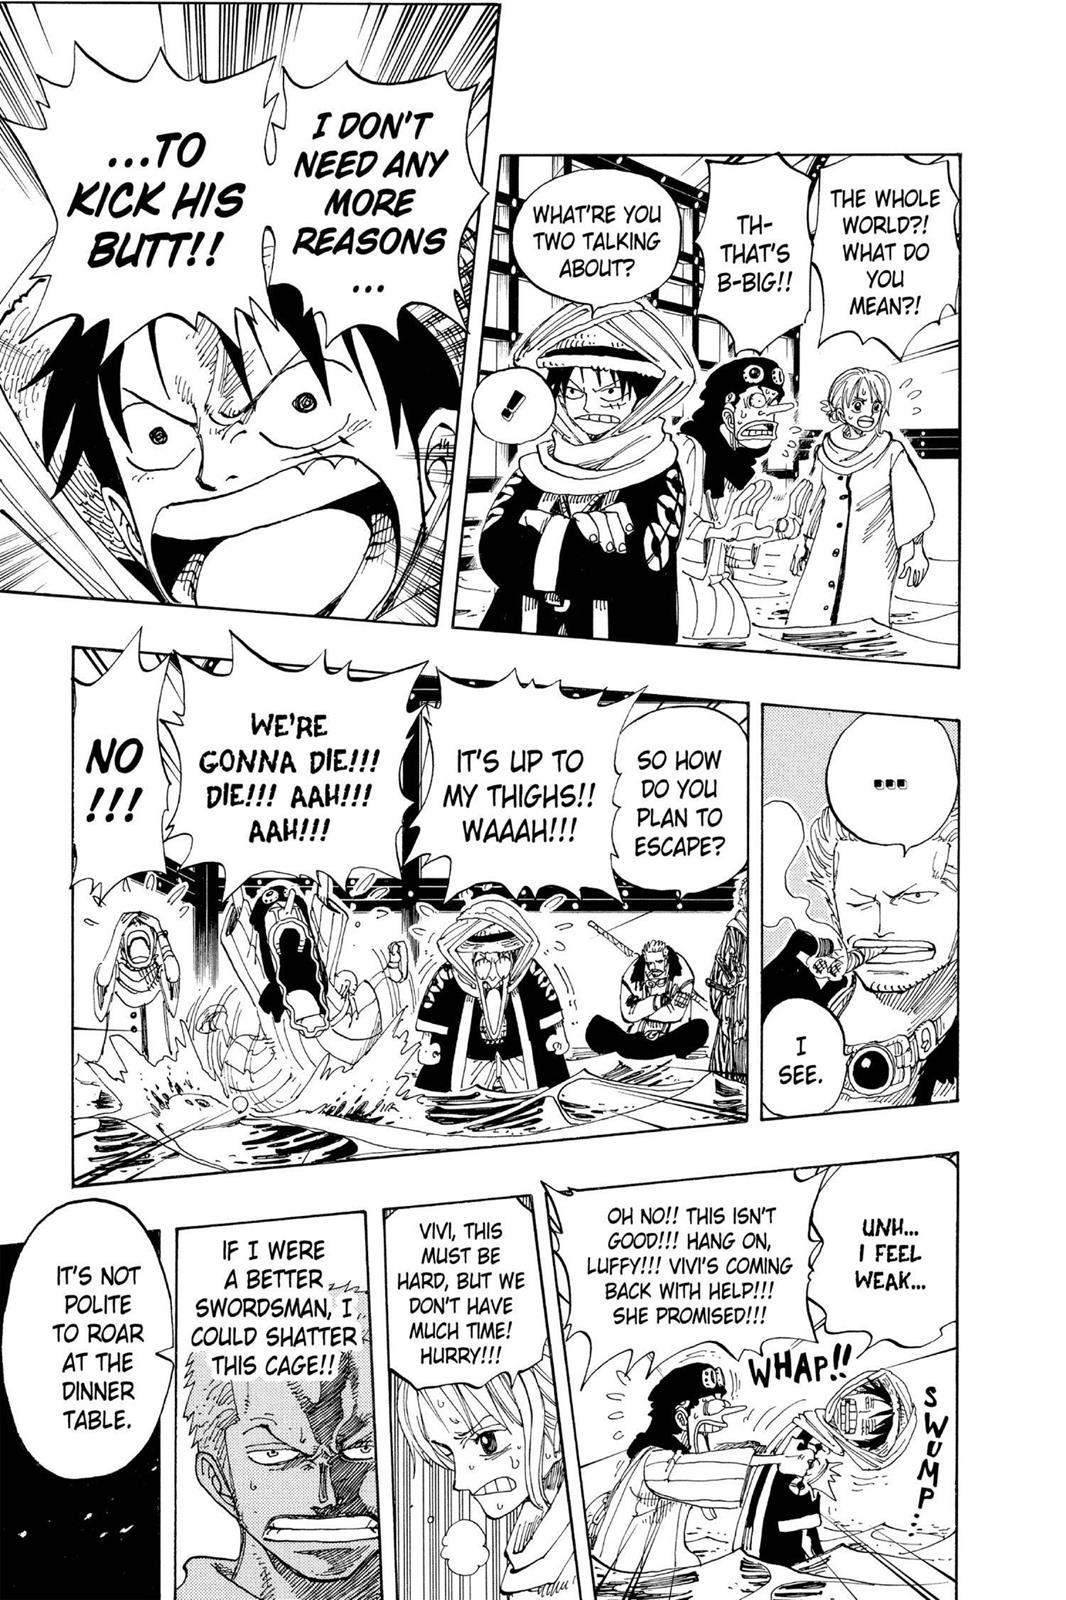 THE WHOLE
WORLD?!
WHAT DO
YOU
MEAN?!
TH-
THAT'S
B-BIG!!
WHAT'RE YOU
TWO TALKING
ABOUT?
!
I DON'T
NEED ANY
MORE
REASONS
...
...TO
KICK HIS
BUTT!!
...
I
SEE.
SO HOW
DO YOU
PLAN TO
ESCAPE?
IT'S UP TO
MY THIGHS!!
WAAAH!!!
WE'RE
GONNA DIE!!!
DIE!!! AAH!!!
AAH!!!
NO
!!!
UNH...
I FEEL
WEAK...
SWUMP...
OH NO!! THIS ISN'T
GOOD!!! HANG ON,
LUFFY!!! VIVI'S COMING
BACK WITH HELP!!!
SHE PROMISED!!!
WHAP!!
VIVI, THIS
MUST BE
HARD, BUT WE
DON'T HAVE
MUCH TIME!
HURRY!!!
IF I WERE
A BETTER
SWORDSMAN, I
COULD SHATTER
THIS CAGE!!
IT'S NOT
POLITE
TO ROAR
AT THE
DINNER
TABLE.